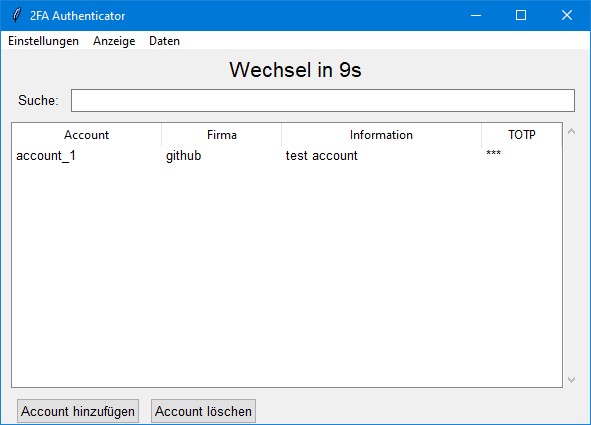 2FA Authenticator
Einstellungen Anzeige Daten
Wechsel in 9s
Suche:
Account Firma Information TOTP
account_1 github test account ***
Account hinzufügen Account löschen